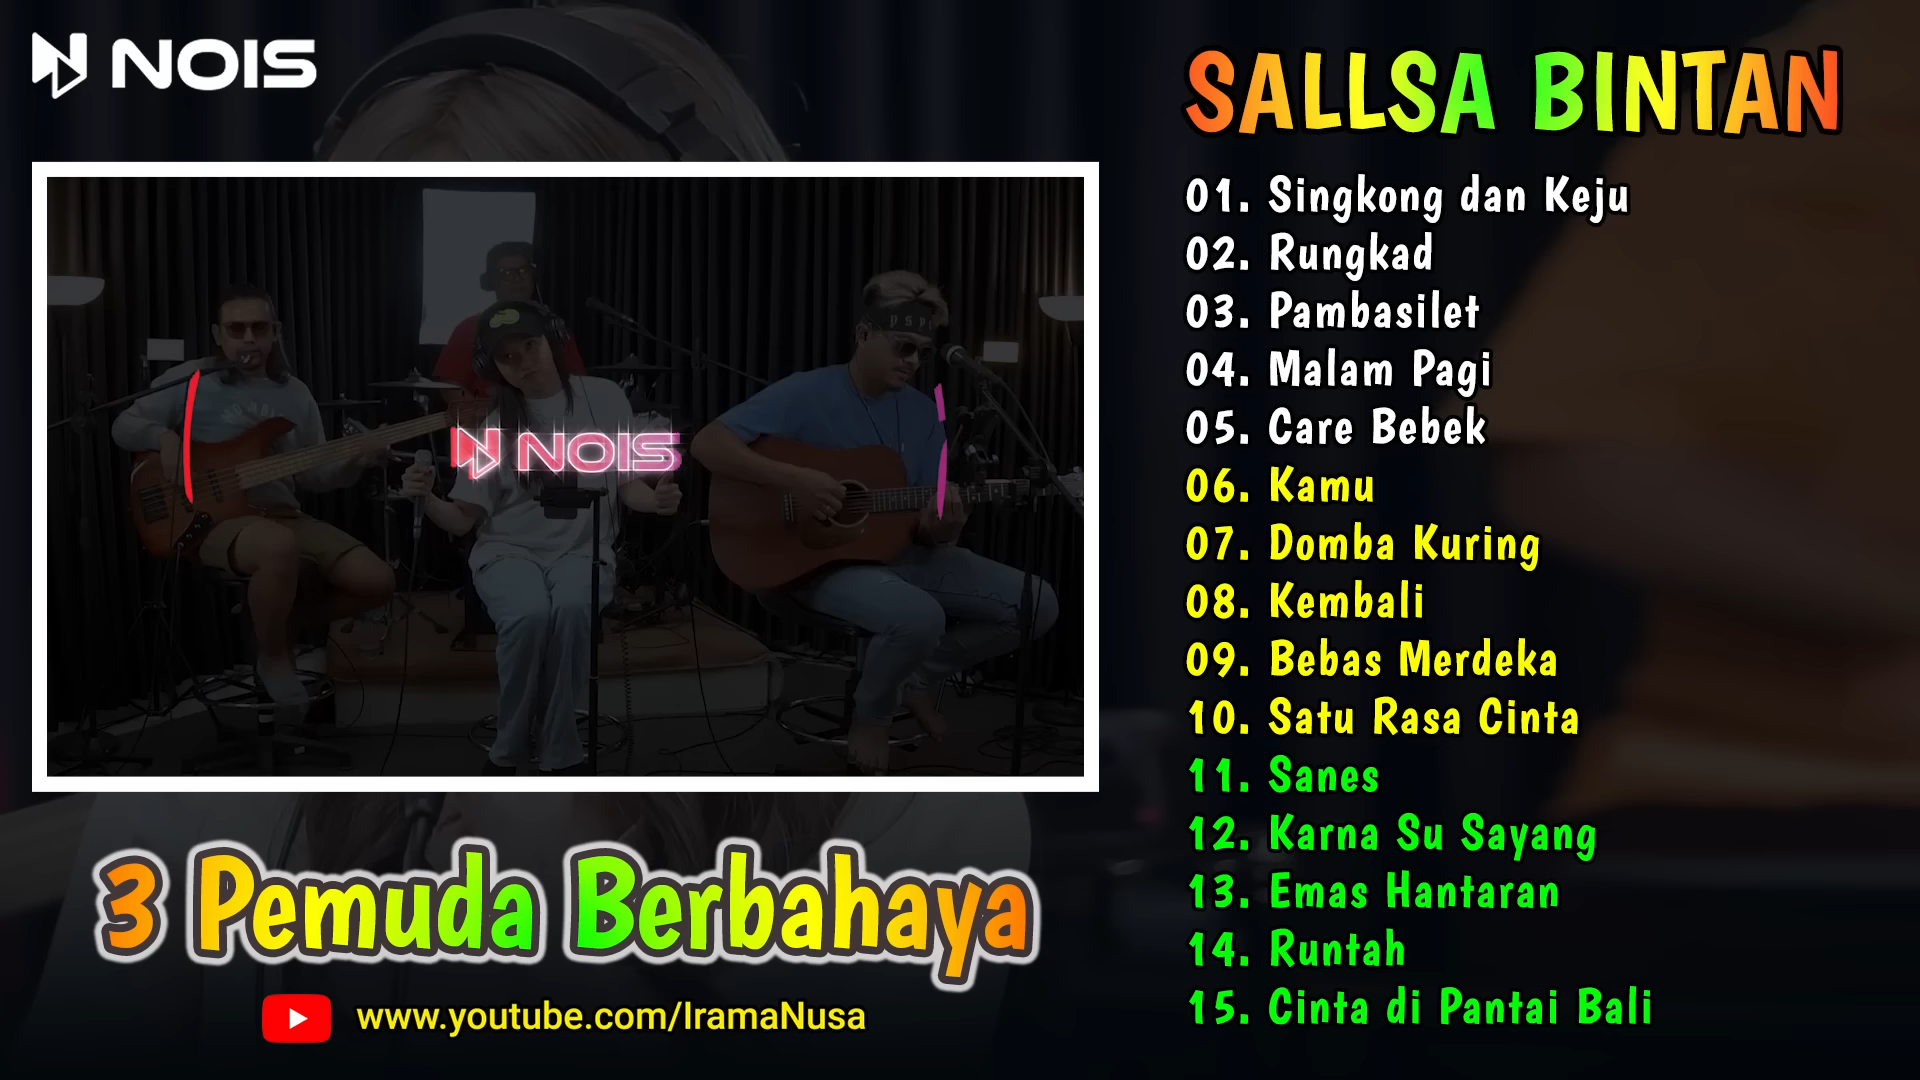 NOIS
SALLSA BINTAN
NOIS
01. Singkong dan Keju
02. Rungkad
03. Pambasilet
04. Malam Pagi
05. Care Bebek
06. Kamu
07. Domba Kuring
08. Kembali
09. Bebas Merdeka
10. Satu Rasa Cinta
11. Sanes
12. Karna Su Sayang
13. Emas Hantaran
14. Runtah
15. Cinta di Pantai Bali
3 Pemuda Berbahaya
www.youtube.com/IramaNusa